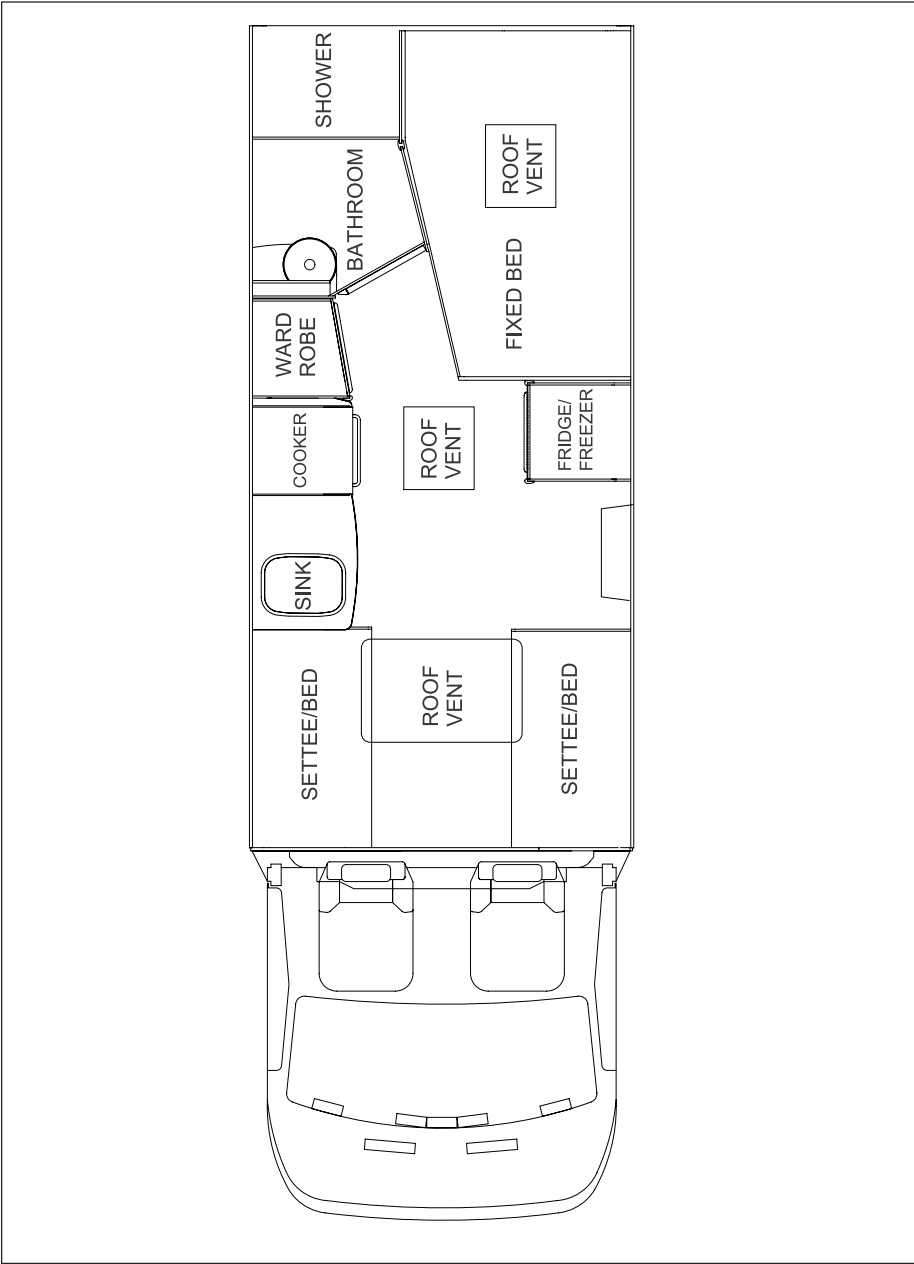 SHOWER
ROOF
VENT
BATHROOM
FIXED BED
WARD
ROBE
COOKER
ROOF
VENT
FRIDGE/
FREEZER
SINK
SETTEE/BED
ROOF
VENT
SETTEE/BED